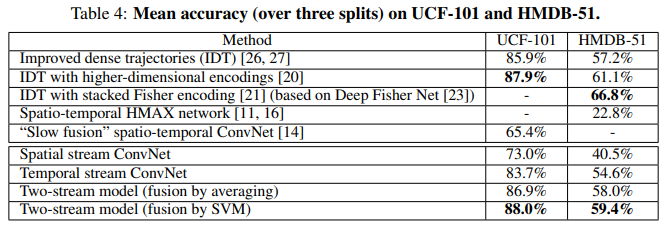 Table 4: Mean accuracy (over three splits) on UCF-101 and HMDB-51.
Method UCF-101 HMDB-51
Improved dense trajectories (IDT) [26, 27] 85.9% 57.2%
IDT with higher-dimensional encodings [20] 87.9% 61.1%
IDT with stacked Fisher encoding [21] (based on Deep Fisher Net [23]) - 66.8%
Spatio-temporal HMAX network [11, 16] - 22.8%
“Slow fusion” spatio-temporal ConvNet [14] 65.4% -
Spatial stream ConvNet 73.0% 40.5%
Temporal stream ConvNet 83.7% 54.6%
Two-stream model (fusion by averaging) 86.9% 58.0%
Two-stream model (fusion by SVM) 88.0% 59.4%